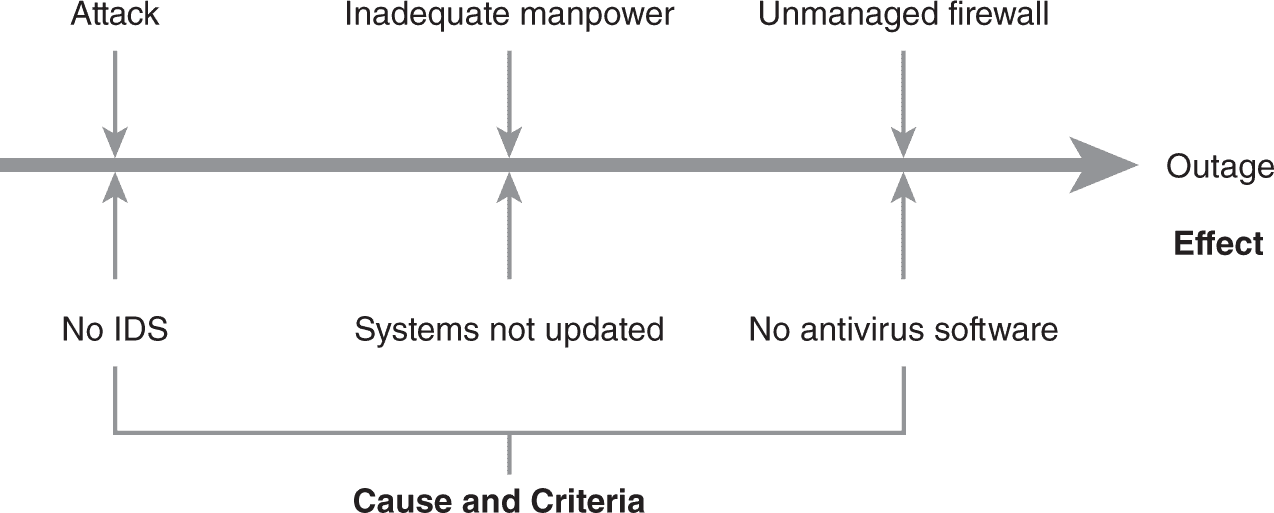 Attack
Inadequate manpower
Unmanaged firewall
Outage
Effect
No IDS
Systems not updated
No antivirus software
Cause and Criteria